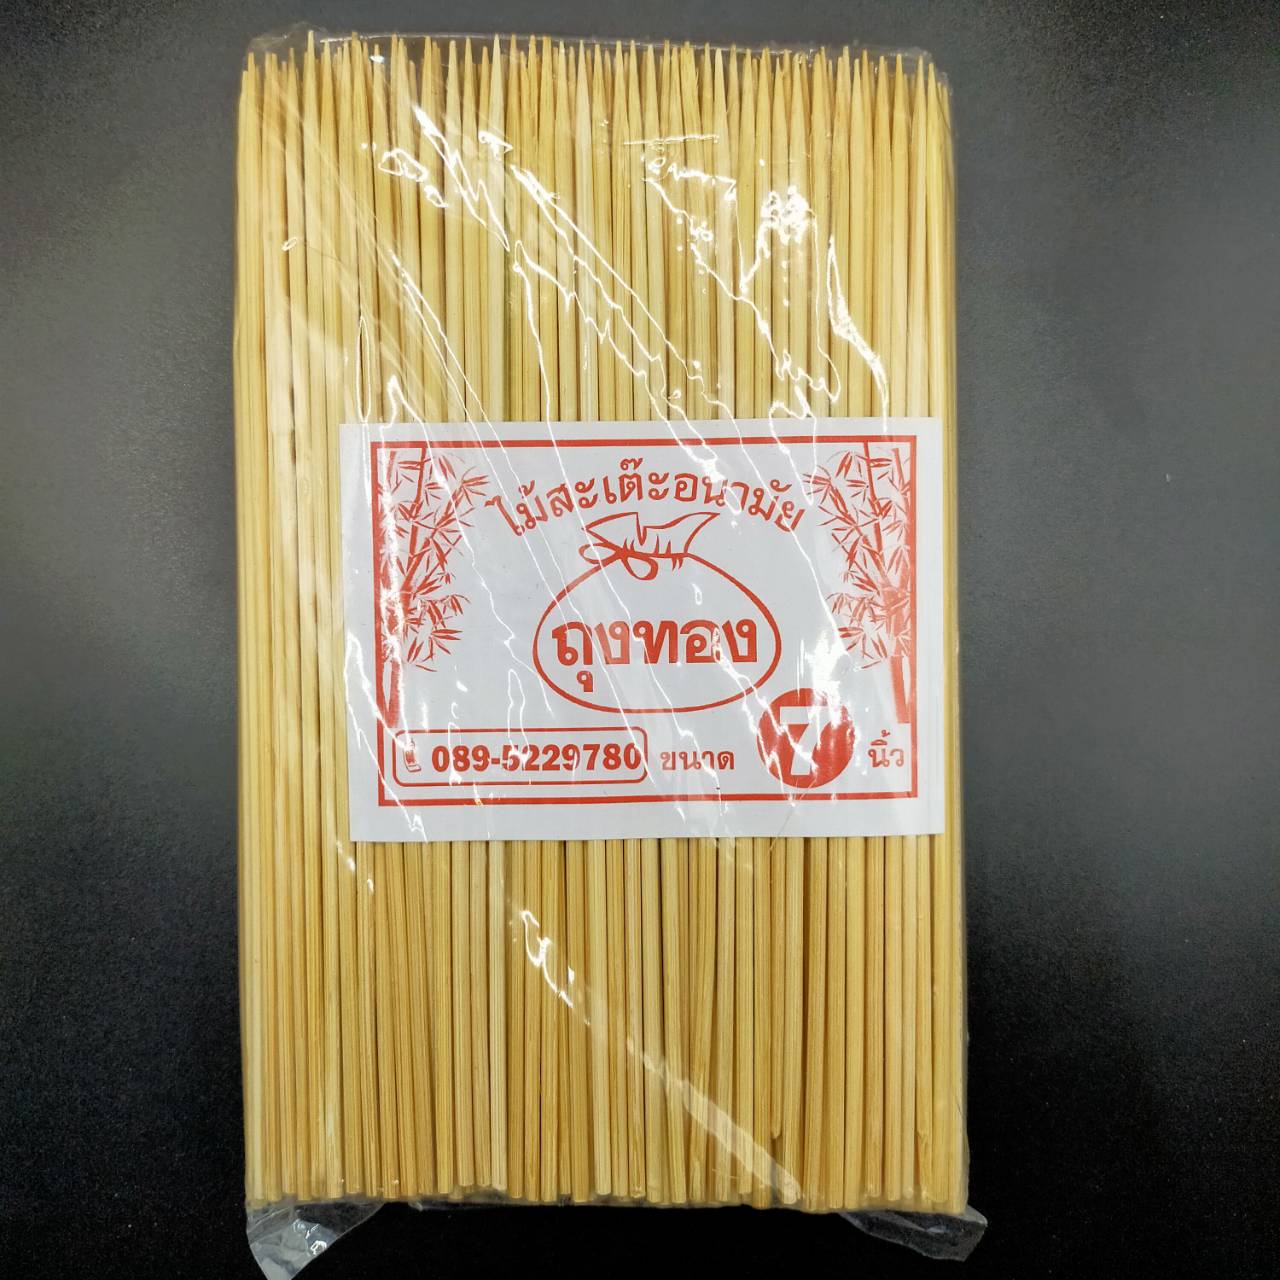 ไม้สะเต๊ะอนามัย
ถุงทอง
089-5229780 ขนาด 7 นิ้ว